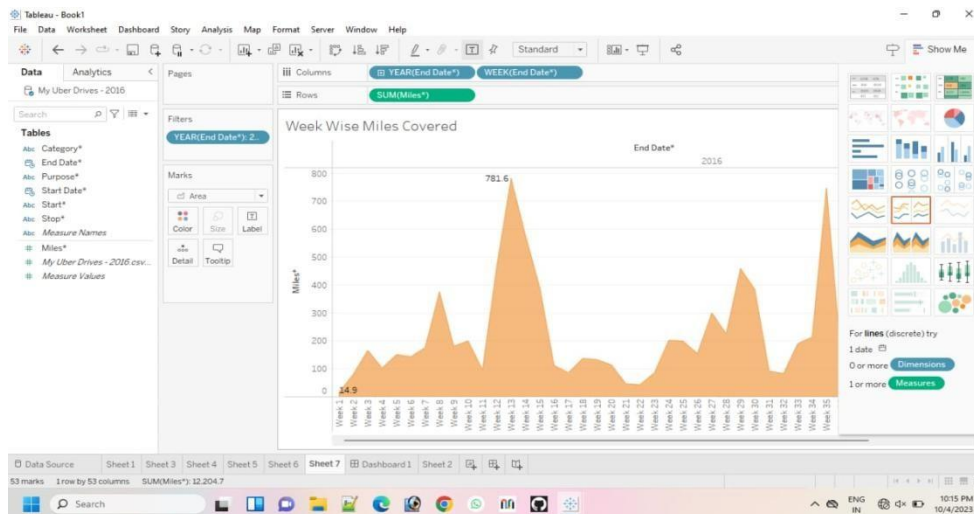 Tableau - Book1
File Data Worksheet Dashboard Story Analysis Map Format Server Window Help
Standard
Show Me
Data Analytics
My Uber Drives - 2016
Search
Tables
Abc Category*
End Date*
Abc Purpose*
Start Date*
Abc Start*
Abc Stop*
Abc Measure Names
# Miles*
# My Uber Drives - 2016 csv...
# Measure Values
Pages
Filters
YEAR(End Date*): 2...
Marks
Area
Color Size Label
Detail Tooltip
Columns YEAR(End Date*) WEEK(End Date*)
Rows SUM(Miles*)
Week Wise Miles Covered
End Date*
2016
Miles*
800
700
600
500
400
300
200
100
0
781.6
14.9
Week 1
Week 2
Week 3
Week 4
Week 5
Week 6
Week 7
Week 8
Week 9
Week 10
Week 11
Week 12
Week 13
Week 14
Week 15
Week 16
Week 17
Week 18
Week 19
Week 20
Week 21
Week 22
Week 23
Week 24
Week 25
Week 26
Week 27
Week 28
Week 29
Week 30
Week 31
Week 32
Week 33
Week 34
Week 35
For lines (discrete) try
1 date
0 or more Dimensions
1 or more Measures
Data Source Sheet 1 Sheet 3 Sheet 4 Sheet 5 Sheet 6 Sheet 7 Dashboard 1 Sheet 2
53 marks 1 row by 53 columns SUM(Miles*): 12,204.7
Search
ENG
IN
10:15 PM
10/4/2023